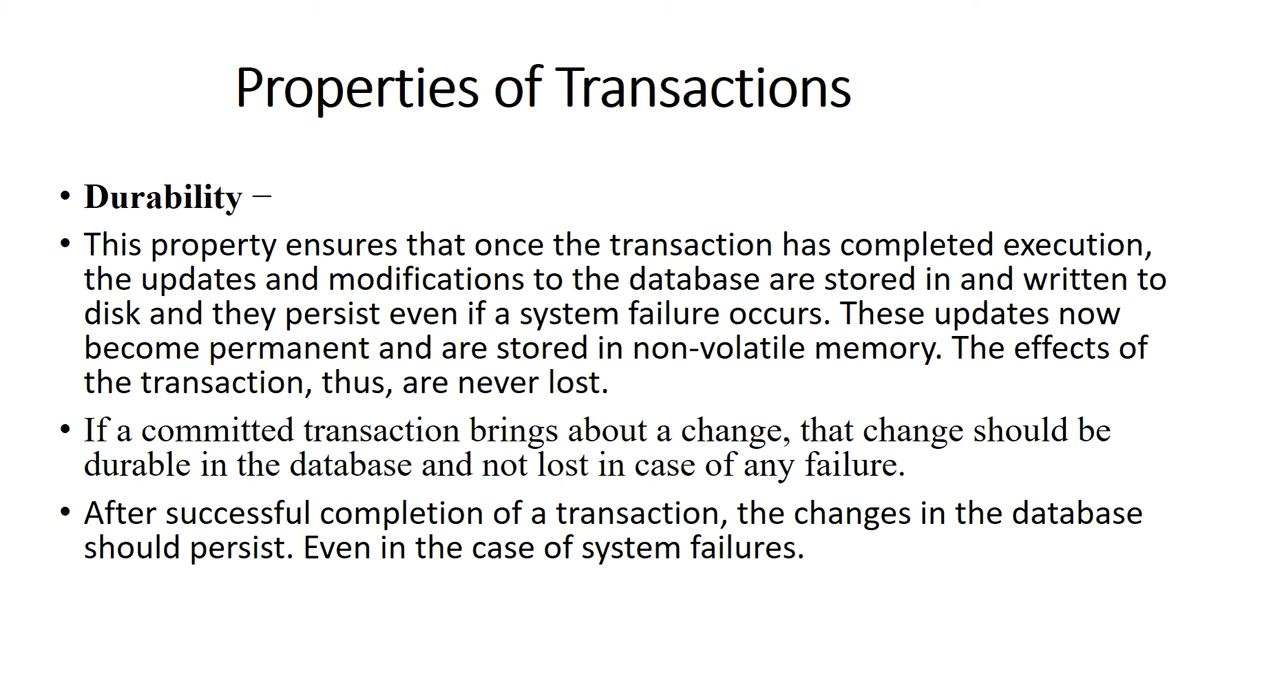 Properties of Transactions
• Durability −
• This property ensures that once the transaction has completed execution,
the updates and modifications to the database are stored in and written to
disk and they persist even if a system failure occurs. These updates now
become permanent and are stored in non-volatile memory. The effects of
the transaction, thus, are never lost.
• If a committed transaction brings about a change, that change should be
durable in the database and not lost in case of any failure.
• After successful completion of a transaction, the changes in the database
should persist. Even in the case of system failures.